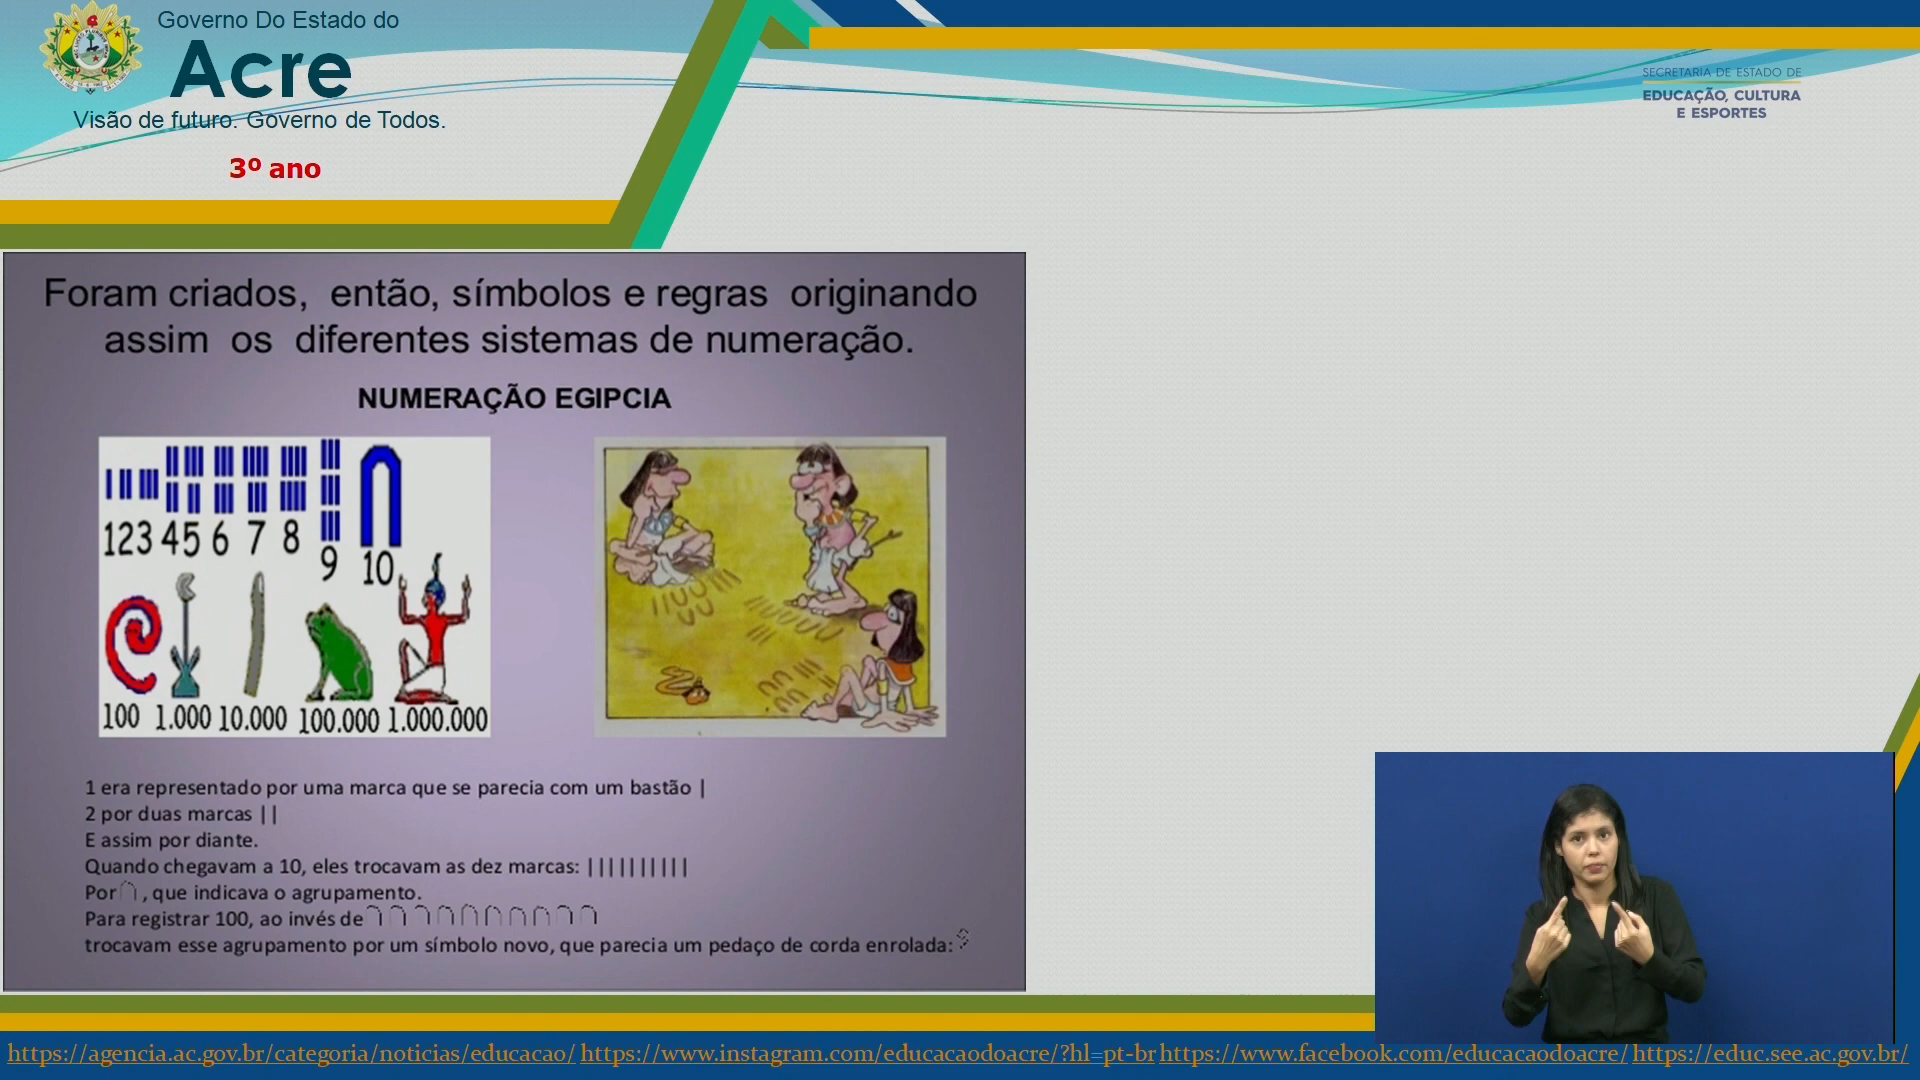 Governo Do Estado do
Acre
Visão de futuro. Governo de Todos.
3º ano
SECRETARIA DE ESTADO DE
EDUCAÇÃO, CULTURA
E ESPORTES
Foram criados, então, símbolos e regras originando
assim os diferentes sistemas de numeração.
NUMERAÇÃO EGIPCIA
1 2 3 4 5 6 7 8 9 10
100 1.000 10.000 100.000 1.000.000
1 era representado por uma marca que se parecia com um bastão |
2 por duas marcas ||
E assim por diante.
Quando chegavam a 10, eles trocavam as dez marcas: ||||||||||
Por ∩ , que indicava o agrupamento.
Para registrar 100, ao invés de ∩ ∩ ∩ ∩ ∩ ∩ ∩ ∩ ∩ ∩
trocavam esse agrupamento por um símbolo novo, que parecia um pedaço de corda enrolada:
https://agencia.ac.gov.br/categoria/noticias/educacao/ https://www.instagram.com/educacaodoacre/?hl=pt-br https://www.facebook.com/educacaodoacre/ https://educ.see.ac.gov.br/